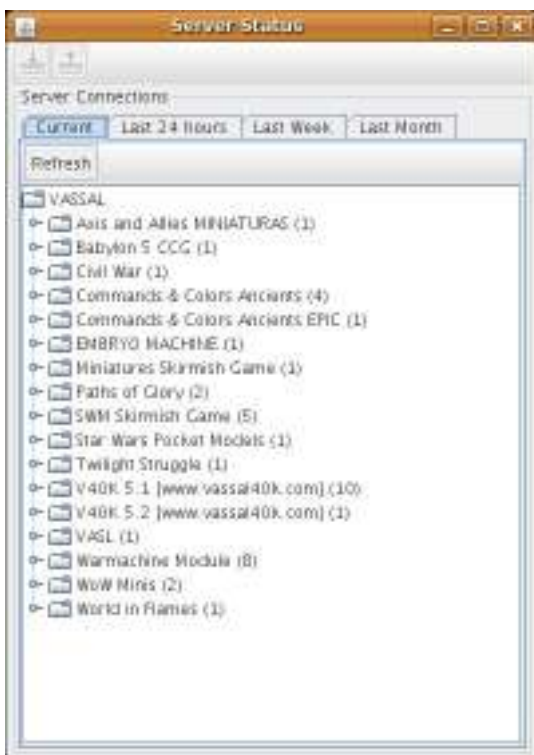 Server Status
Server Connections
Current Last 24 Hours Last Week Last Month
Refresh
VASSAL
Axis and Allies MINIATURAS (1)
Babylon 5 CCG (1)
Civil War (1)
Commands & Colors Ancients (4)
Commands & Colors Ancients EPIC (1)
EMBRYO MACHINE (1)
Miniatures Skirmish Game (1)
Paths of Glory (2)
SWM Skirmish Game (5)
Star Wars Pocket Models (1)
Twilight Struggle (1)
V40K 5.1 [www.vassal40k.com] (10)
V40K 5.2 [www.vassal40k.com] (1)
VASL (1)
Warmachine Module (8)
WoW Minis (2)
World in Flames (1)